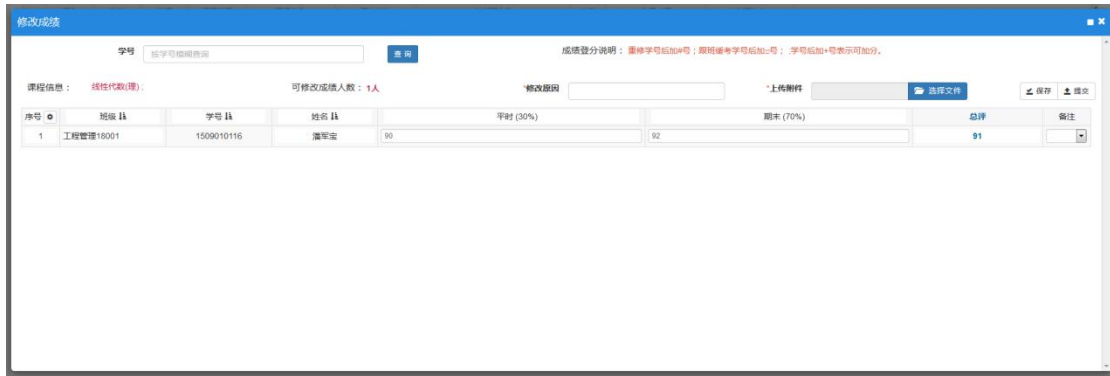 修改成绩
学号 按学号模糊查询 查 询 成绩登分说明： 重修学号后加#号；跟班缓考学号后加□号； .学号后加+号表示可加分。
课程信息： 线性代数(理) ; 可修改成绩人数：1人 *修改原因 *上传附件 选择文件 保存 提交
序号 班级 学号 姓名 平时 (30%) 期末 (70%) 总评 备注
1 工程管理18001 1509010116 潘军宝 90 92 91